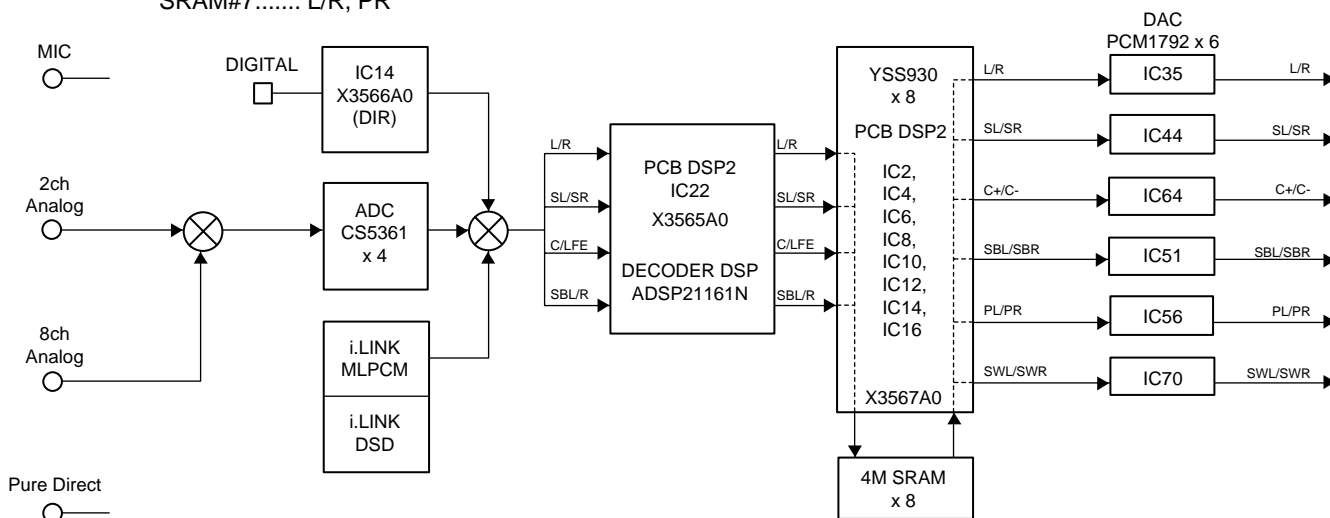 SRAM#7....... L/R, PR
MIC
DIGITAL
IC14
X3566A0
(DIR)
2ch
Analog
ADC
CS5361
x 4
8ch
Analog
i.LINK
MLPCM
i.LINK
DSD
Pure Direct
L/R
SL/SR
C/LFE
SBL/R
PCB DSP2
IC22
X3565A0
DECODER DSP
ADSP21161N
L/R
SL/SR
C/LFE
SBL/R
YSS930
x 8
PCB DSP2
IC2,
IC4,
IC6,
IC8,
IC10,
IC12,
IC14,
IC16
X3567A0
4M SRAM
x 8
DAC
PCM1792 x 6
L/R
IC35
L/R
SL/SR
IC44
SL/SR
C+/C-
IC64
C+/C-
SBL/SBR
IC51
SBL/SBR
PL/PR
IC56
PL/PR
SWL/SWR
IC70
SWL/SWR